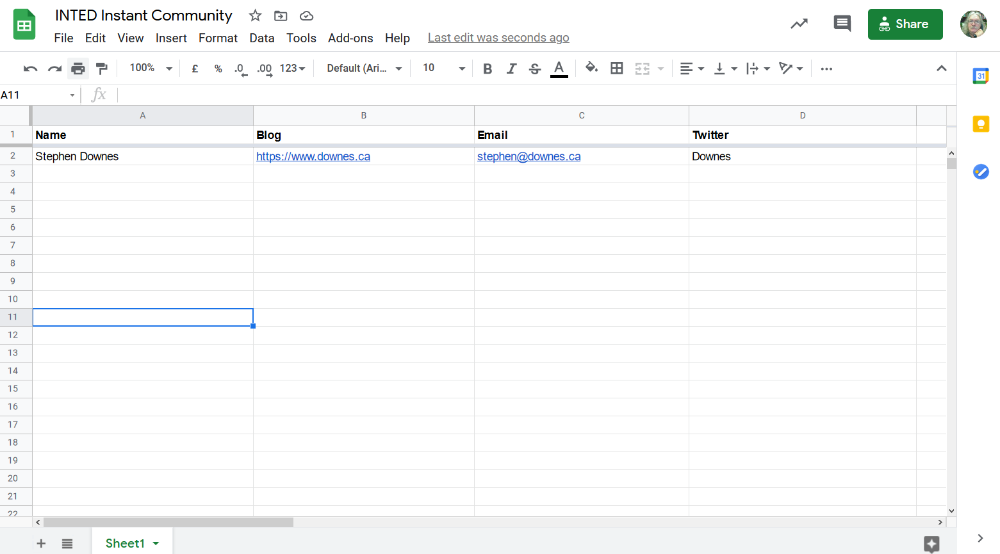 INTED Instant Community
File Edit View Insert Format Data Tools Add-ons Help Last edit was seconds ago
Share
100% £ % .0 .00 123 Default (Ari... 10 B I S A
31
A11 fx
A B C D
1 Name Blog Email Twitter
2 Stephen Downes https://www.downes.ca stephen@downes.ca Downes
3
4
5
6
7
8
9
10
11
12
13
14
15
16
17
18
19
20
21
22
Sheet1